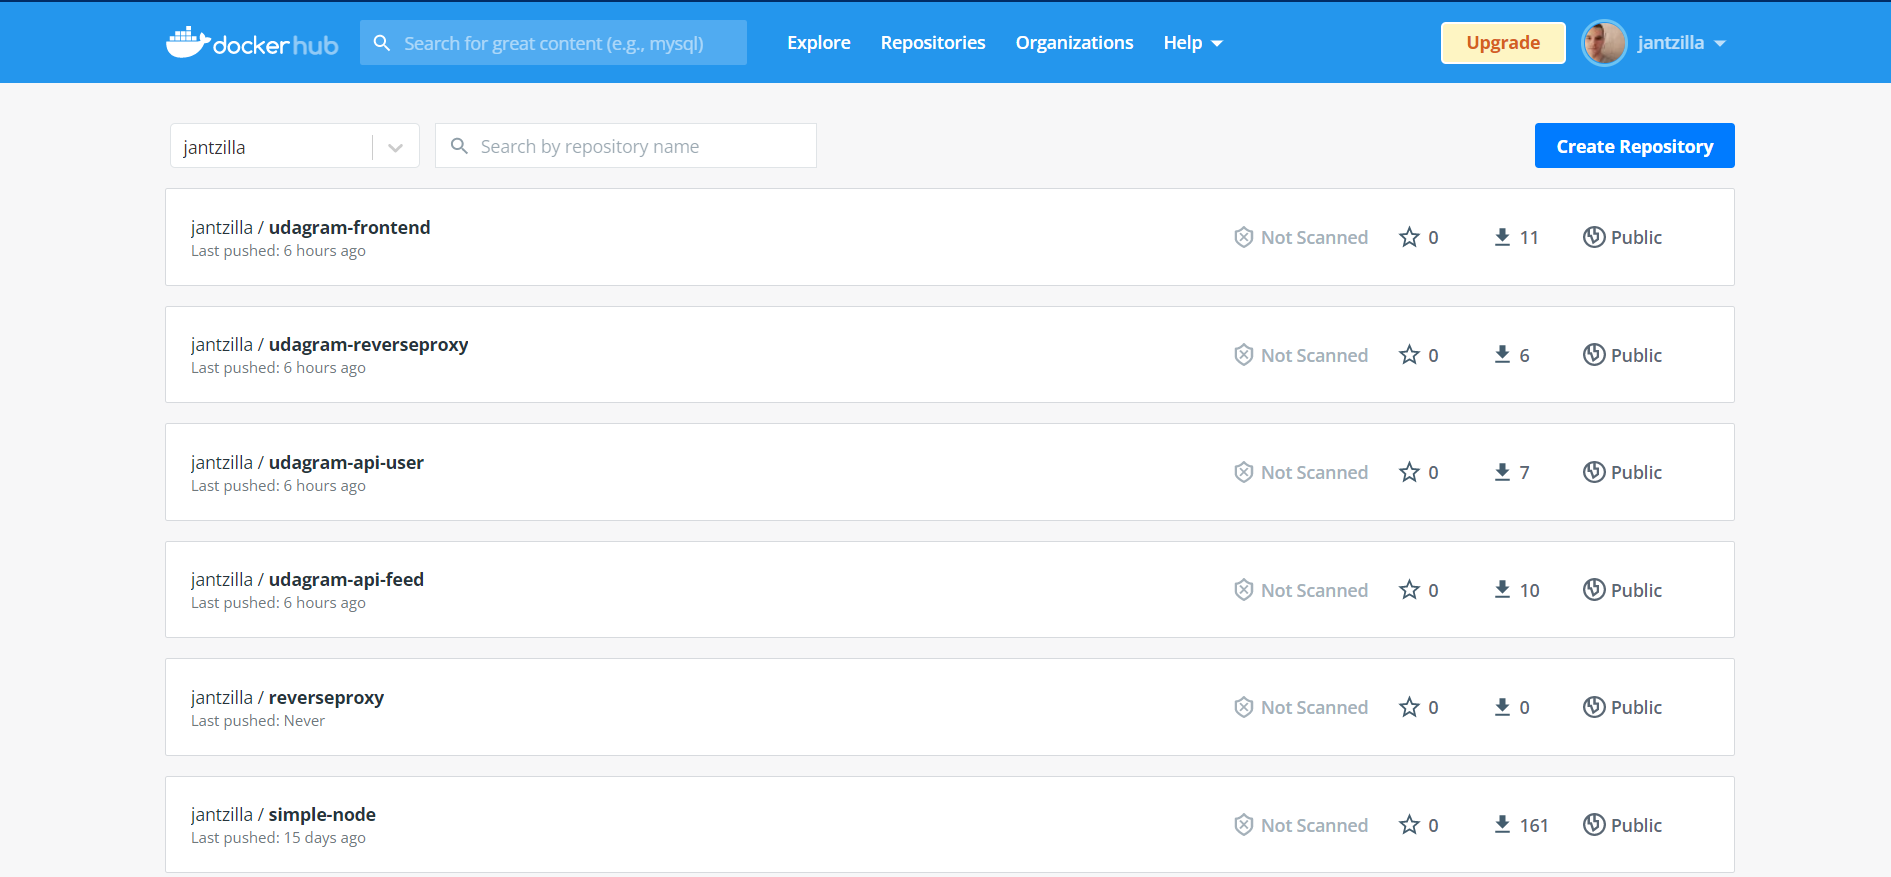 docker hub Search for great content (e.g., mysql) Explore Repositories Organizations Help Upgrade jantzilla
jantzilla Search by repository name Create Repository
jantzilla / udagram-frontend
Last pushed: 6 hours ago
Not Scanned 0 11 Public
jantzilla / udagram-reverseproxy
Last pushed: 6 hours ago
Not Scanned 0 6 Public
jantzilla / udagram-api-user
Last pushed: 6 hours ago
Not Scanned 0 7 Public
jantzilla / udagram-api-feed
Last pushed: 6 hours ago
Not Scanned 0 10 Public
jantzilla / reverseproxy
Last pushed: Never
Not Scanned 0 0 Public
jantzilla / simple-node
Last pushed: 15 days ago
Not Scanned 0 161 Public